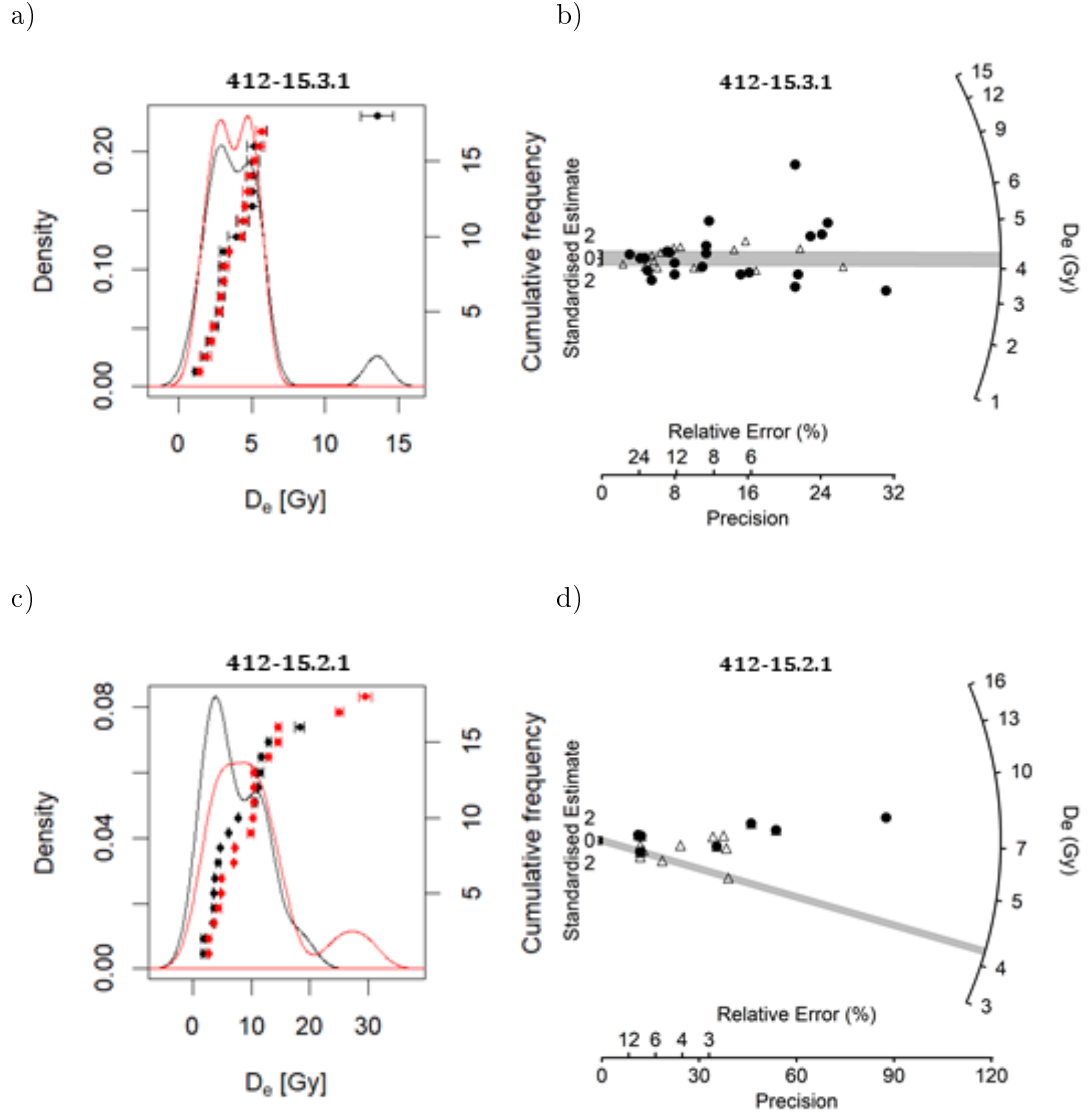 a)
412-15.3.1
Density
0.00 0.10 0.20
Cumulative frequency
5 10 15
0 5 10 15
De [Gy]
b)
412-15.3.1
Standardised Estimate
2
0
2
15
12
9
6
5
4
3
2
1
De (Gy)
Relative Error (%)
24 12 8 6
0 8 16 24 32
Precision
c)
412-15.2.1
Density
0.00 0.04 0.08
Cumulative frequency
5 10 15
0 10 20 30
De [Gy]
d)
412-15.2.1
Standardised Estimate
2
0
2
16
13
10
7
5
4
3
De (Gy)
Relative Error (%)
12 6 4 3
0 30 60 90 120
Precision